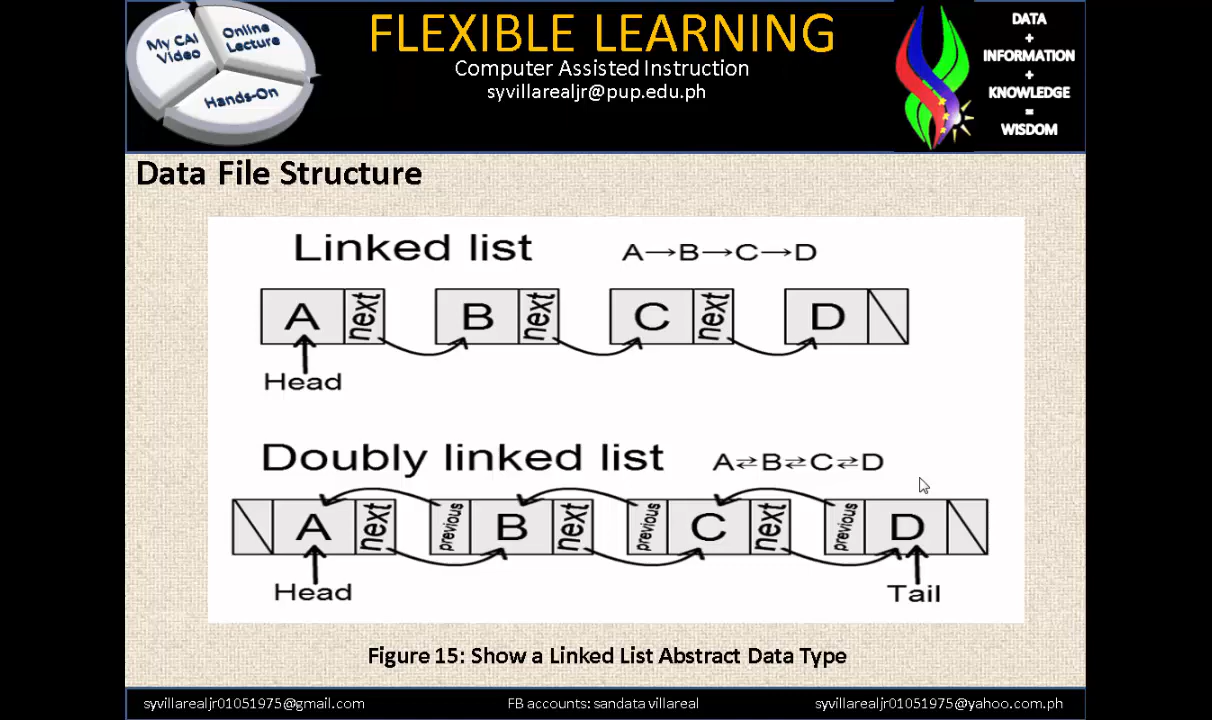 My CAI
Video
Online
Lecture
Hands-On
FLEXIBLE LEARNING
Computer Assisted Instruction
syvillarealjr@pup.edu.ph
DATA
+
INFORMATION
+
KNOWLEDGE
=
WISDOM
Data File Structure
Linked list A→B→C→D
A next B next C next D
Head
Doubly linked list A⇄B⇄C⇄D
A next previous B next previous C next previous D
Head Tail
Figure 15: Show a Linked List Abstract Data Type
syvillarealjr01051975@gmail.com FB accounts: sandata villareal syvillarealjr01051975@yahoo.com.ph